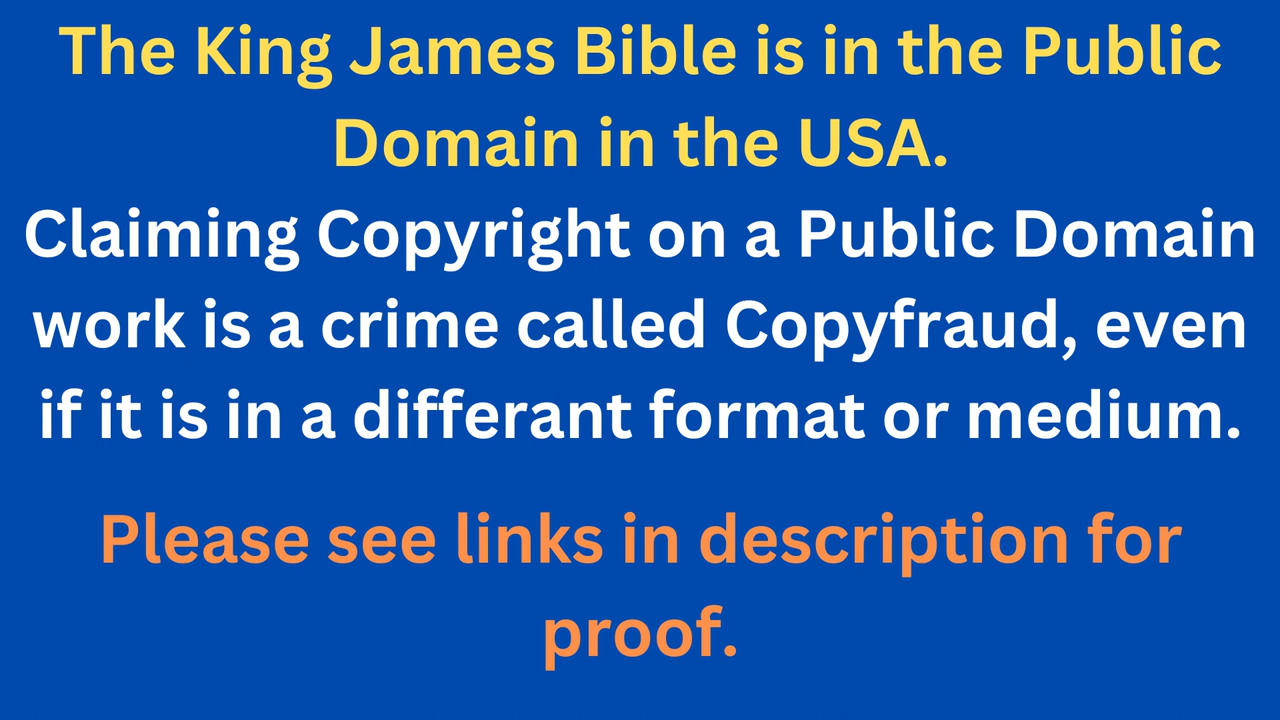 The King James Bible is in the Public
Domain in the USA.
Claiming Copyright on a Public Domain
work is a crime called Copyfraud, even
if it is in a differant format or medium.
Please see links in description for
proof.